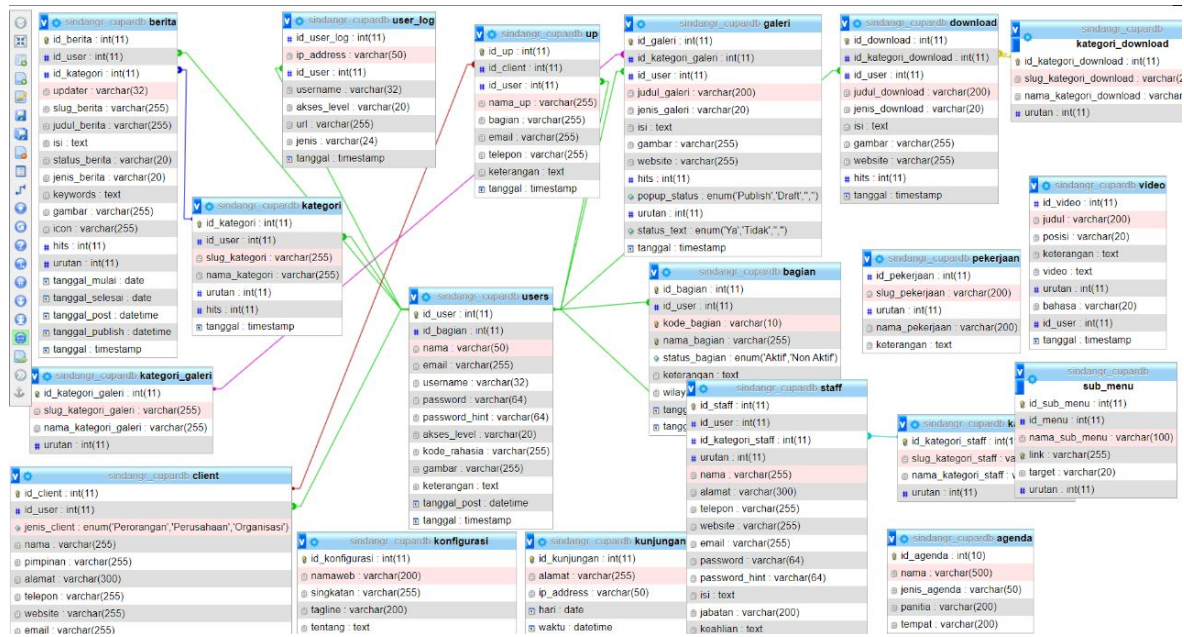 sindangr_cupardb berita
id_berita : int(11)
id_user : int(11)
id_kategori : int(11)
updater : varchar(32)
slug_berita : varchar(255)
judul_berita : varchar(255)
isi : text
status_berita : varchar(20)
jenis_berita : varchar(20)
keywords : text
gambar : varchar(255)
icon : varchar(255)
hits : int(11)
urutan : int(11)
tanggal_mulai : date
tanggal_selesai : date
tanggal_post : datetime
tanggal_publish : datetime
tanggal : timestamp
sindangr_cupardb user_log
id_user_log : int(11)
ip_address : varchar(50)
id_user : int(11)
username : varchar(32)
akses_level : varchar(20)
url : varchar(255)
jenis : varchar(24)
tanggal : timestamp
sindangr_cupardb up
id_up : int(11)
id_client : int(11)
id_user : int(11)
nama_up : varchar(255)
bagian : varchar(255)
email : varchar(255)
telepon : varchar(255)
keterangan : text
tanggal : timestamp
sindangr_cupardb galeri
id_galeri : int(11)
id_kategori_galeri : int(11)
id_user : int(11)
judul_galeri : varchar(200)
jenis_galeri : varchar(20)
isi : text
gambar : varchar(255)
website : varchar(255)
hits : int(11)
popup_status : enum('Publish','Draft','','')
urutan : int(11)
status_text : enum('Ya','Tidak','','')
tanggal : timestamp
sindangr_cupardb download
id_download : int(11)
id_kategori_download : int(11)
id_user : int(11)
judul_download : varchar(200)
jenis_download : varchar(20)
isi : text
gambar : varchar(255)
website : varchar(255)
hits : int(11)
tanggal : timestamp
sindangr_cupardb
kategori_download
id_kategori_download : int(11)
slug_kategori_download : varchar(2
nama_kategori_download : varchar
urutan : int(11)
sindangr_cupardb kategori
id_kategori : int(11)
id_user : int(11)
slug_kategori : varchar(255)
nama_kategori : varchar(255)
urutan : int(11)
hits : int(11)
tanggal : timestamp
sindangr_cupardb users
id_user : int(11)
id_bagian : int(11)
nama : varchar(50)
email : varchar(255)
username : varchar(32)
password : varchar(64)
password_hint : varchar(64)
akses_level : varchar(20)
kode_rahasia : varchar(255)
gambar : varchar(255)
keterangan : text
tanggal_post : datetime
tanggal : timestamp
sindangr_cupardb bagian
id_bagian : int(11)
id_user : int(11)
kode_bagian : varchar(10)
nama_bagian : varchar(255)
status_bagian : enum('Aktif','Non Aktif')
keterangan : text
wilay
tangg
tangg
sindangr_cupardb pekerjaan
id_pekerjaan : int(11)
slug_pekerjaan : varchar(200)
urutan : int(11)
nama_pekerjaan : varchar(200)
keterangan : text
sindangr_cupardb video
id_video : int(11)
judul : varchar(200)
posisi : varchar(20)
keterangan : text
video : text
urutan : int(11)
bahasa : varchar(20)
id_user : int(11)
tanggal : timestamp
sindangr_cupardb kategori_galeri
id_kategori_galeri : int(11)
slug_kategori_galeri : varchar(255)
nama_kategori_galeri : varchar(255)
urutan : int(11)
sindangr_cupardb staff
id_staff : int(11)
id_user : int(11)
id_kategori_staff : int(11)
urutan : int(11)
nama : varchar(255)
alamat : varchar(300)
telepon : varchar(255)
website : varchar(255)
email : varchar(255)
password : varchar(64)
password_hint : varchar(64)
isi : text
jabatan : varchar(200)
keahlian : text
sindangr_cupardb ka
id_kategori_staff : int(1
slug_kategori_staff : va
nama_kategori_staff : v
urutan : int(11)
sindangr_cupardb
sub_menu
id_sub_menu : int(11)
id_menu : int(11)
nama_sub_menu : varchar(100)
link : varchar(255)
target : varchar(20)
urutan : int(11)
sindangr_cupardb client
id_client : int(11)
id_user : int(11)
jenis_client : enum('Perorangan','Perusahaan','Organisasi')
nama : varchar(255)
pimpinan : varchar(255)
alamat : varchar(300)
telepon : varchar(255)
website : varchar(255)
email : varchar(255)
sindangr_cupardb konfigurasi
id_konfigurasi : int(11)
namaweb : varchar(200)
singkatan : varchar(255)
tagline : varchar(200)
tentang : text
sindangr_cupardb kunjungan
id_kunjungan : int(11)
alamat : varchar(255)
ip_address : varchar(50)
hari : date
waktu : datetime
sindangr_cupardb agenda
id_agenda : int(10)
nama : varchar(500)
jenis_agenda : varchar(50)
panitia : varchar(200)
tempat : varchar(200)